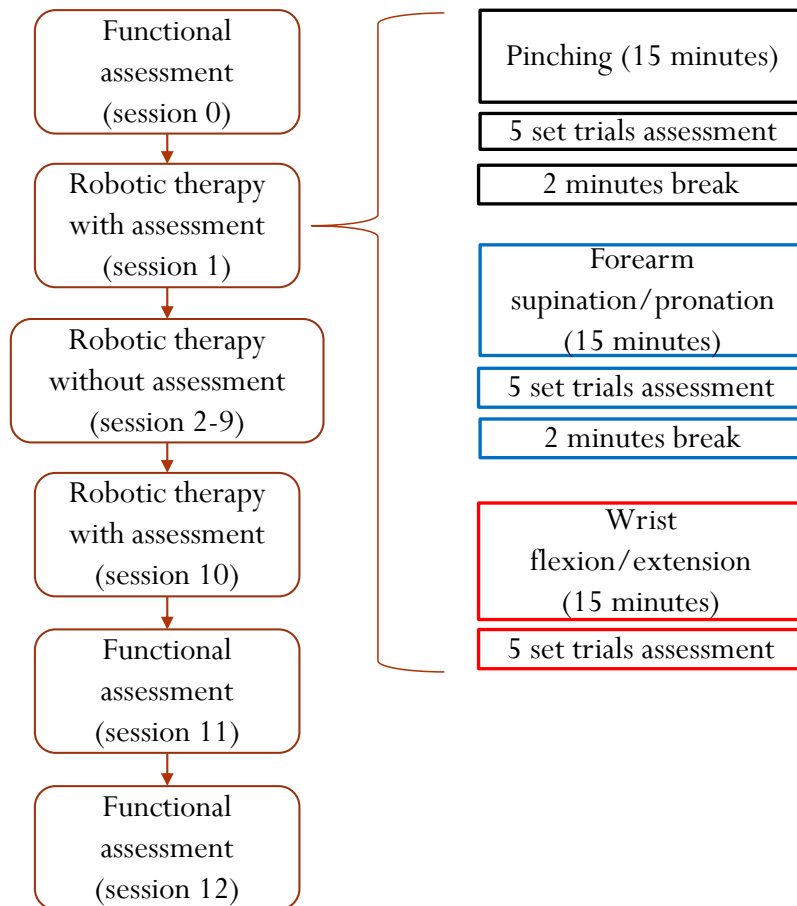 Functional
assessment
(session 0)
Robotic therapy
with assessment
(session 1)
Robotic therapy
without assessment
(session 2-9)
Robotic therapy
with assessment
(session 10)
Functional
assessment
(session 11)
Functional
assessment
(session 12)
Pinching (15 minutes)
5 set trials assessment
2 minutes break
Forearm
supination/pronation
(15 minutes)
5 set trials assessment
2 minutes break
Wrist
flexion/extension
(15 minutes)
5 set trials assessment